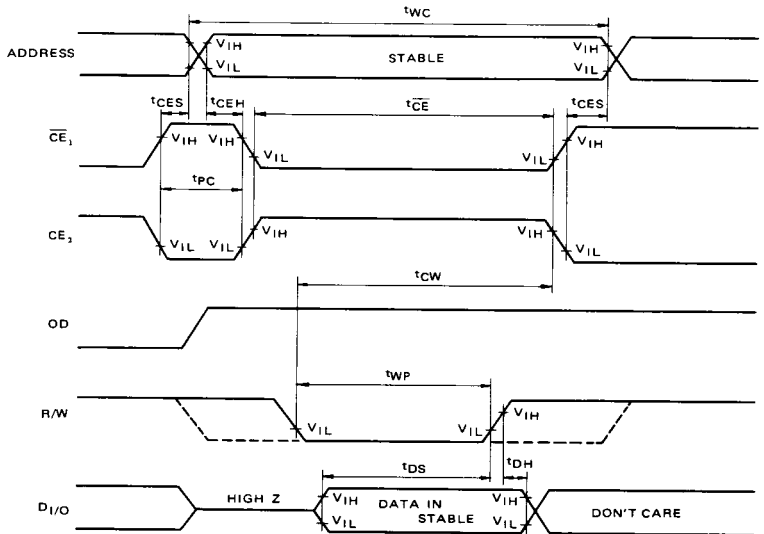 tWC
ADDRESS
VIH
VIL
STABLE
VIH
VIL
tCES
tCEH
tCE̅
tCES
C̅E̅1
VIH
VIH
VIL
VIL
VIH
tPC
CE2
VIL
VIL
VIH
VIH
VIL
tCW
OD
tWP
R/W
VIL
VIL
VIH
tDS
tDH
DI/O
HIGH Z
VIH
VIL
DATA IN
STABLE
VIH
VIL
DON'T CARE